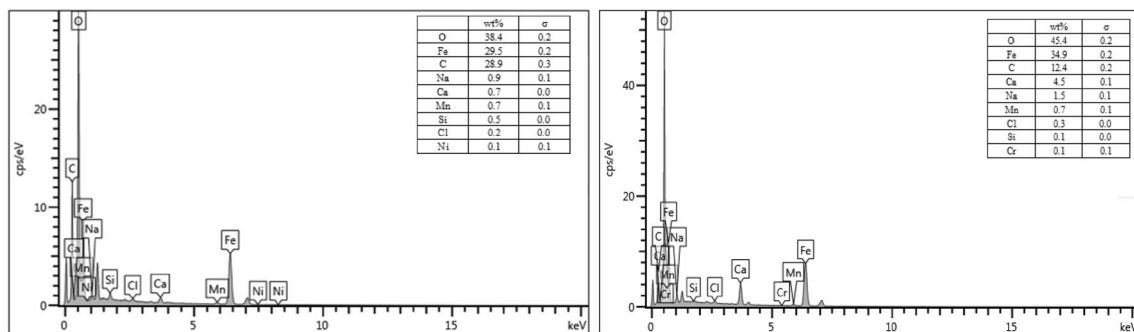 wt% σ
O 38.4 0.2
Fe 29.5 0.2
C 28.9 0.3
Na 0.9 0.1
Ca 0.7 0.0
Mn 0.7 0.1
Si 0.5 0.0
Cl 0.2 0.0
Ni 0.1 0.1
O
C
Fe
Na
Ca
Mn
Ni
Si
Cl
Ca
Mn
Fe
Ni
Ni
cps/eV
20
10
0
0 5 10 15 keV
wt% σ
O 45.4 0.2
Fe 34.9 0.2
C 12.4 0.2
Ca 4.5 0.1
Na 1.5 0.1
Mn 0.7 0.1
Cl 0.3 0.0
Si 0.1 0.0
Cr 0.1 0.1
O
Fe
C
Na
Ca
Mn
Cr
Si
Cl
Ca
Cr
Mn
Fe
cps/eV
40
20
0
0 5 10 15 keV